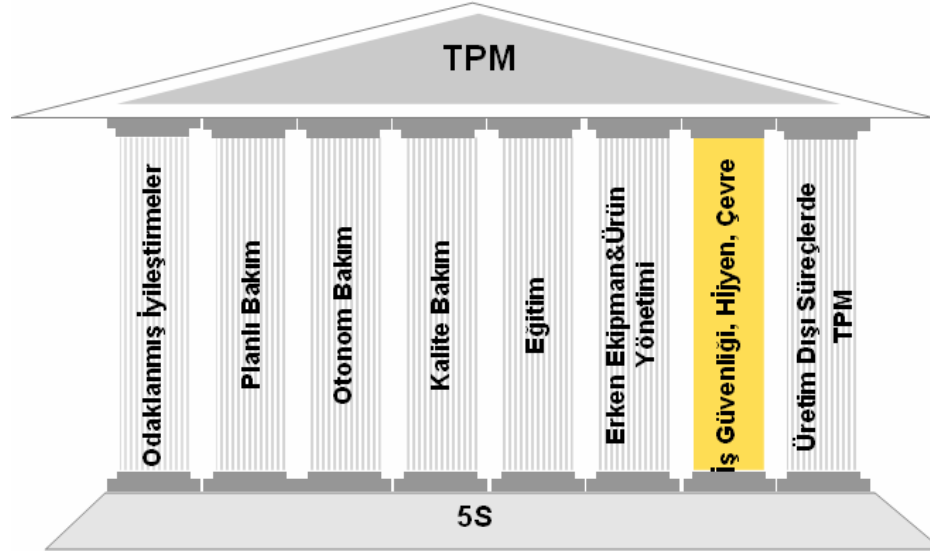 TPM
Odaklanmış İyileştirmeler
Planlı Bakım
Otonom Bakım
Kalite Bakım
Eğitim
Erken Ekipman&Ürün
Yönetimi
İş Güvenliği, Hijyen, Çevre
Üretim Dışı Süreçlerde
TPM
5S